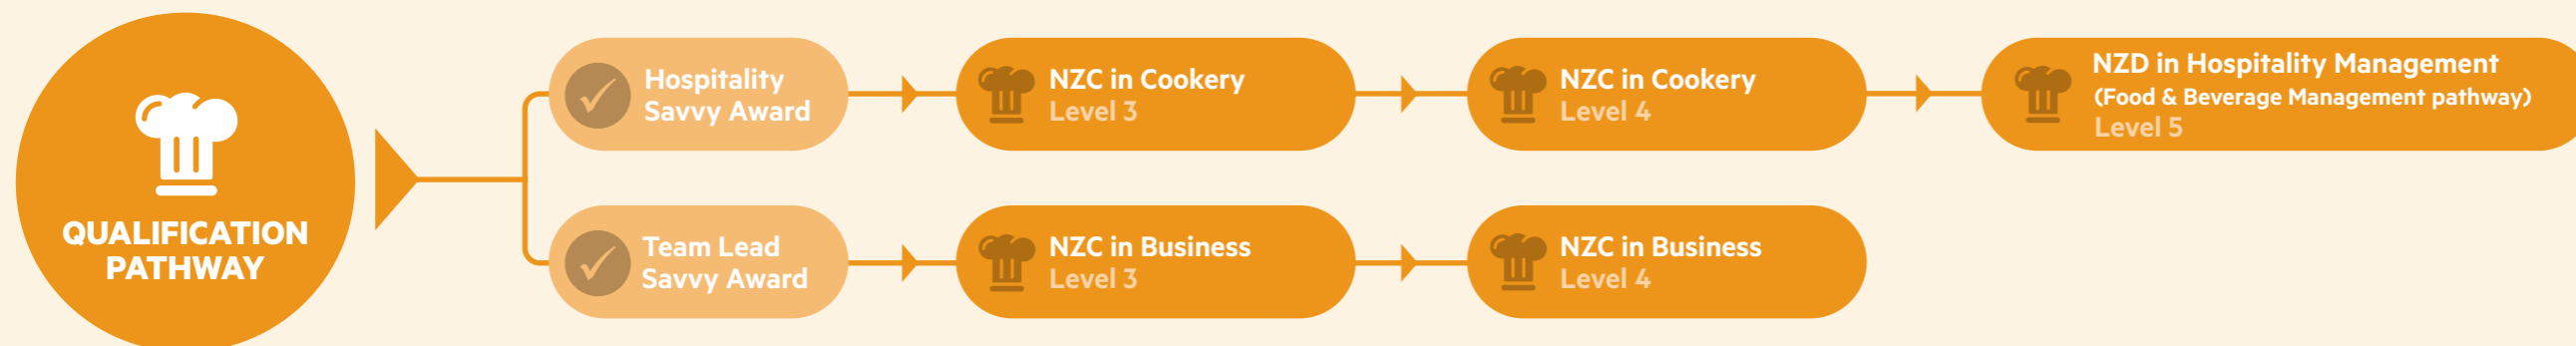 QUALIFICATION
PATHWAY
Hospitality
Savvy Award
NZC in Cookery
Level 3
NZC in Cookery
Level 4
NZD in Hospitality Management
(Food & Beverage Management pathway)
Level 5
Team Lead
Savvy Award
NZC in Business
Level 3
NZC in Business
Level 4